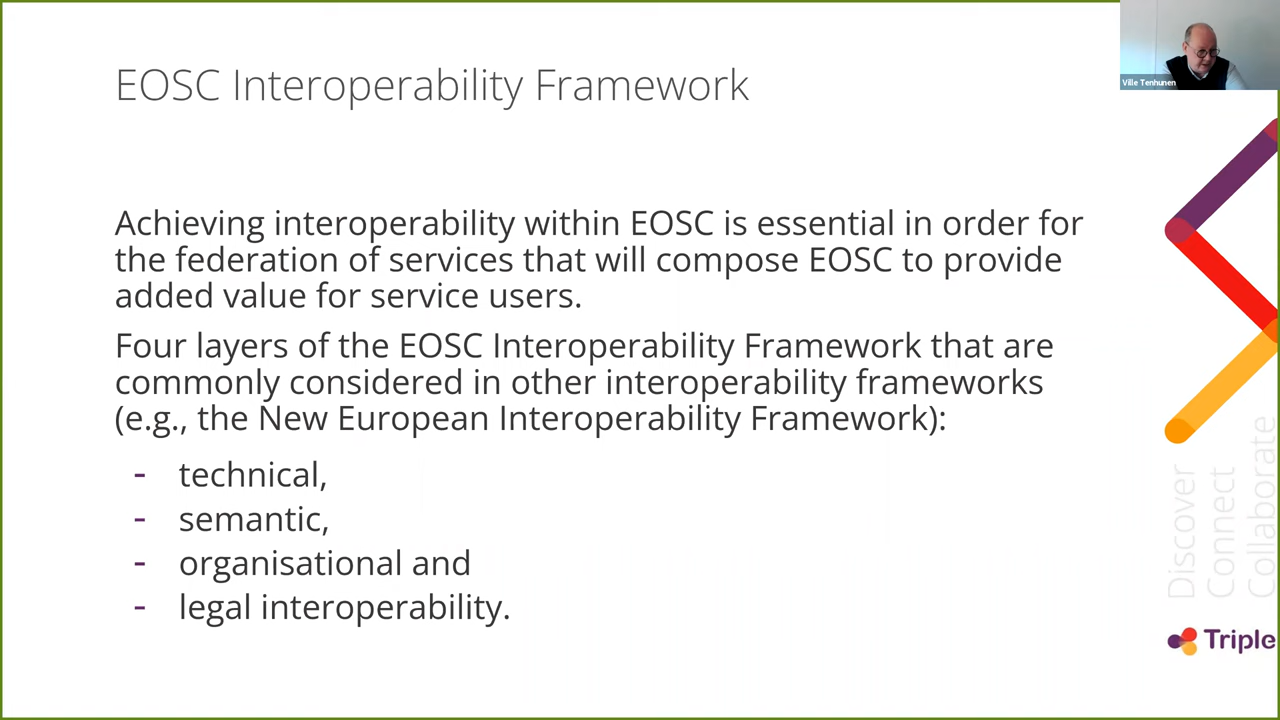 EOSC Interoperability Framework
Ville Tenhunen
Achieving interoperability within EOSC is essential in order for
the federation of services that will compose EOSC to provide
added value for service users.
Four layers of the EOSC Interoperability Framework that are
commonly considered in other interoperability frameworks
(e.g., the New European Interoperability Framework):
- technical,
- semantic,
- organisational and
- legal interoperability.
Discover
Connect
Collaborate
Triple